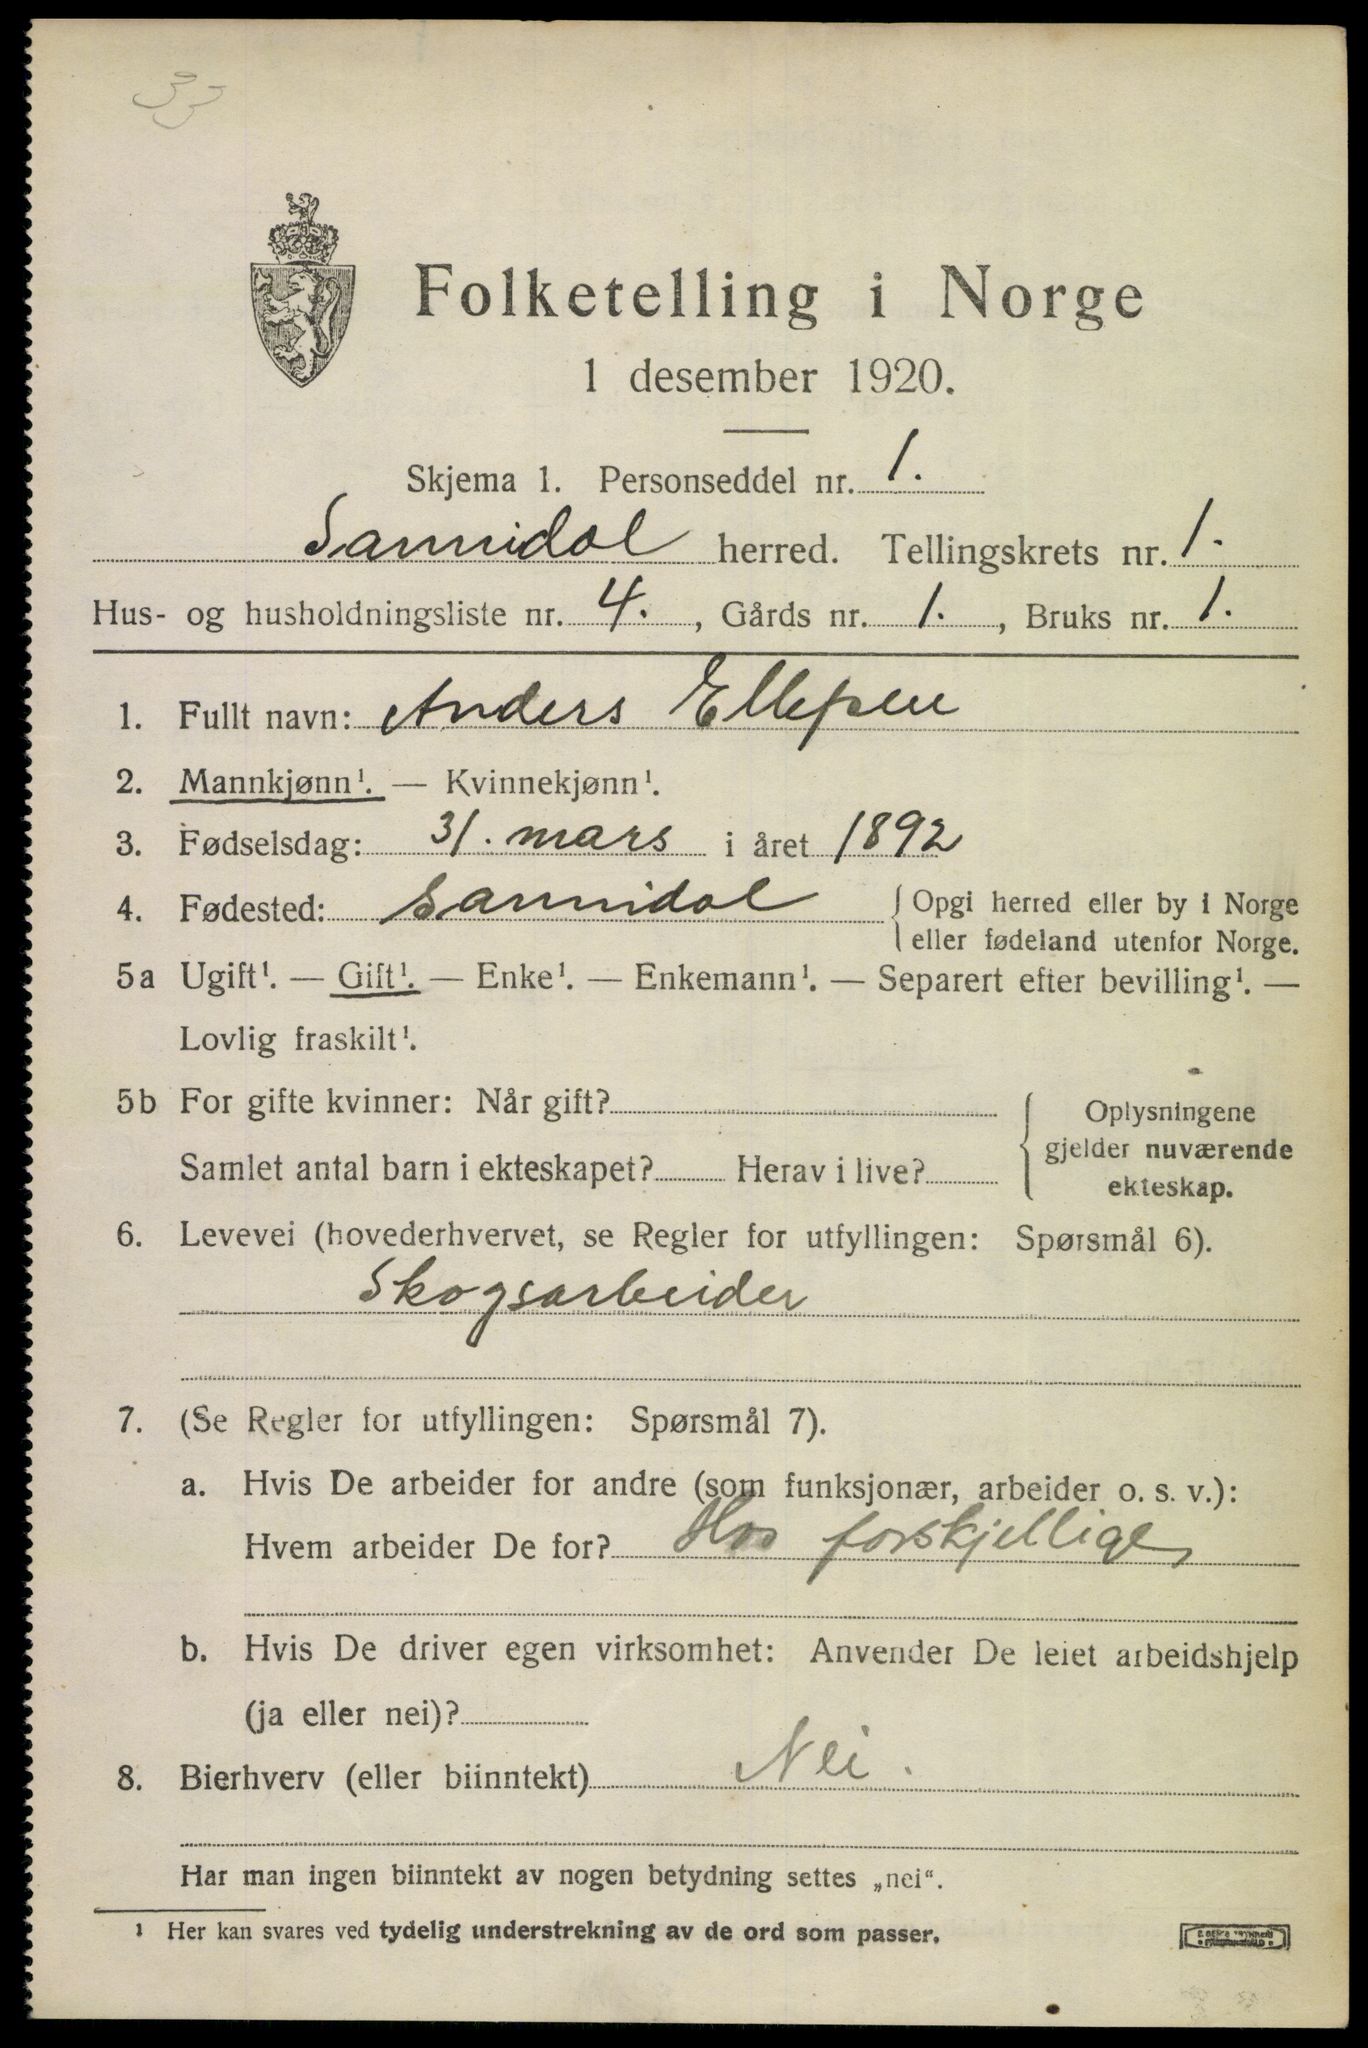 33
Folketelling i Norge
1 desember 1920.
Skjema 1. Personseddel nr. 1.
Sannidal herred. Tellingskrets nr. 1.
Hus- og husholdningsliste nr. 4. , Gårds nr. 1. , Bruks nr. 1.
1. Fullt navn: Anders Ellefsen
2. Mannkjønn¹. — Kvinnekjønn¹.
3. Fødselsdag: 31. mars i året 1892
4. Fødested: Sannidal { Opgi herred eller by i Norge
eller fødeland utenfor Norge.
5a Ugift¹. — Gift¹. — Enke¹. — Enkemann¹. — Separert efter bevilling¹. —
Lovlig fraskilt¹.
5b For gifte kvinner: Når gift?
Samlet antal barn i ekteskapet? Herav i live?
Oplysningene
gjelder nuværende
ekteskap.
6. Levevei (hovederhvervet, se Regler for utfyllingen: Spørsmål 6).
Skogsarbeider
7. (Se Regler for utfyllingen: Spørsmål 7).
a. Hvis De arbeider for andre (som funksjonær, arbeider o. s. v.):
Hvem arbeider De for? Hos forskjellige
b. Hvis De driver egen virksomhet: Anvender De leiet arbeidshjelp
(ja eller nei)?
8. Bierhverv (eller biinntekt) Nei.
Har man ingen biinntekt av nogen betydning settes „nei“.
¹ Her kan svares ved tydelig understrekning av de ord som passer.